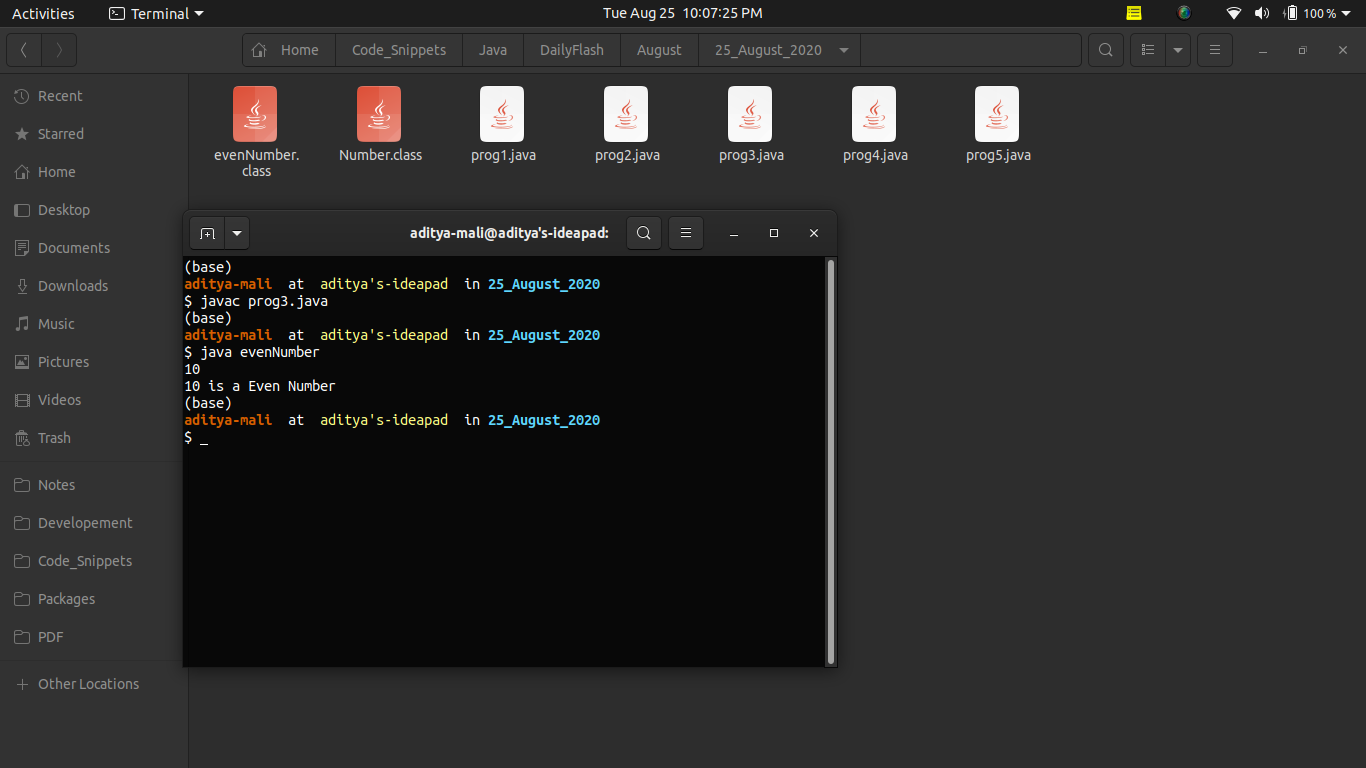 Activities Terminal Tue Aug 25 10:07:25 PM 100 %
Home Code_Snippets Java DailyFlash August 25_August_2020
Recent
Starred
Home
Desktop
Documents
Downloads
Music
Pictures
Videos
Trash
Notes
Developement
Code_Snippets
Packages
PDF
Other Locations
evenNumber.
class
Number.class
prog1.java
prog2.java
prog3.java
prog4.java
prog5.java
aditya-mali@aditya's-ideapad:
(base)
aditya-mali at aditya's-ideapad in 25_August_2020
$ javac prog3.java
(base)
aditya-mali at aditya's-ideapad in 25_August_2020
$ java evenNumber
10
10 is a Even Number
(base)
aditya-mali at aditya's-ideapad in 25_August_2020
$ _